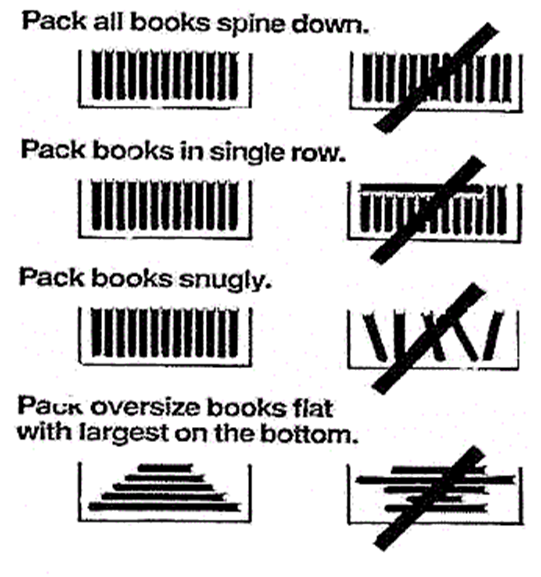 Pack all books spine down.
Pack books in single row.
Pack books snugly.
Pack oversize books flat
with largest on the bottom.